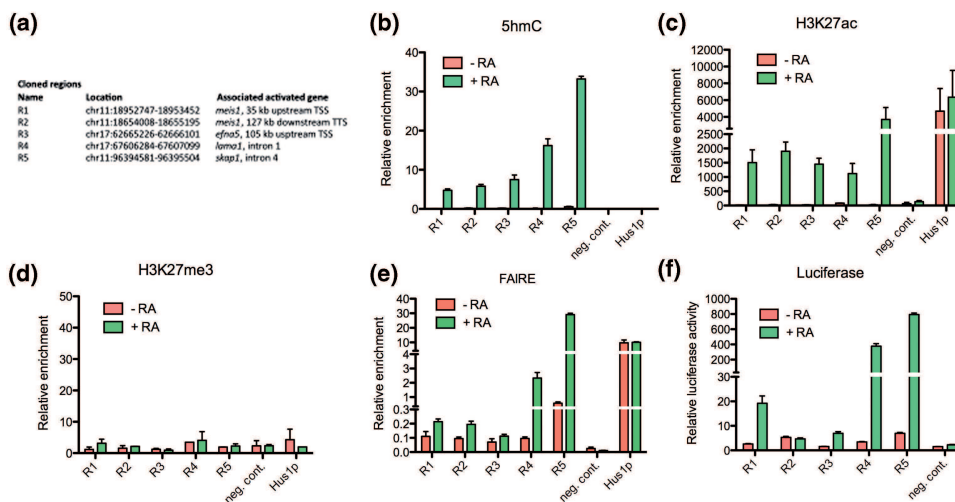 (a)
Cloned regions
Name Location Associated activated gene
R1 chr11:18952747-18953452 meis1, 35 kb upstream TSS
R2 chr11:18654008-18655195 meis1, 127 kb downstream TTS
R3 chr17:62665226-62666101 efna5, 105 kb usptream TSS
R4 chr17:67606284-67607099 lama1, intron 1
R5 chr11:96394581-96395504 skap1, intron 4
(b)
5hmC
- RA
+ RA
Relative enrichment
40
30
20
10
0
R1 R2 R3 R4 R5 neg. cont. Hus1p
(c)
H3K27ac
- RA
+ RA
Relative enrichment
12000
10000
8000
6000
4000
2500
2000
1500
1000
500
0
R1 R2 R3 R4 R5 neg. cont. Hus1p
(d)
H3K27me3
- RA
+ RA
Relative enrichment
50
40
30
20
10
0
R1 R2 R3 R4 R5 neg. cont. Hus1p
(e)
FAIRE
- RA
+ RA
Relative enrichment
40
30
20
10
4
3
2
1
0.3
0.2
0.1
0.0
R1 R2 R3 R4 R5 neg. cont. Hus1p
(f)
Luciferase
- RA
+ RA
Relative luciferase activity
1000
800
600
400
200
30
20
10
0
R1 R2 R3 R4 R5 neg. cont.